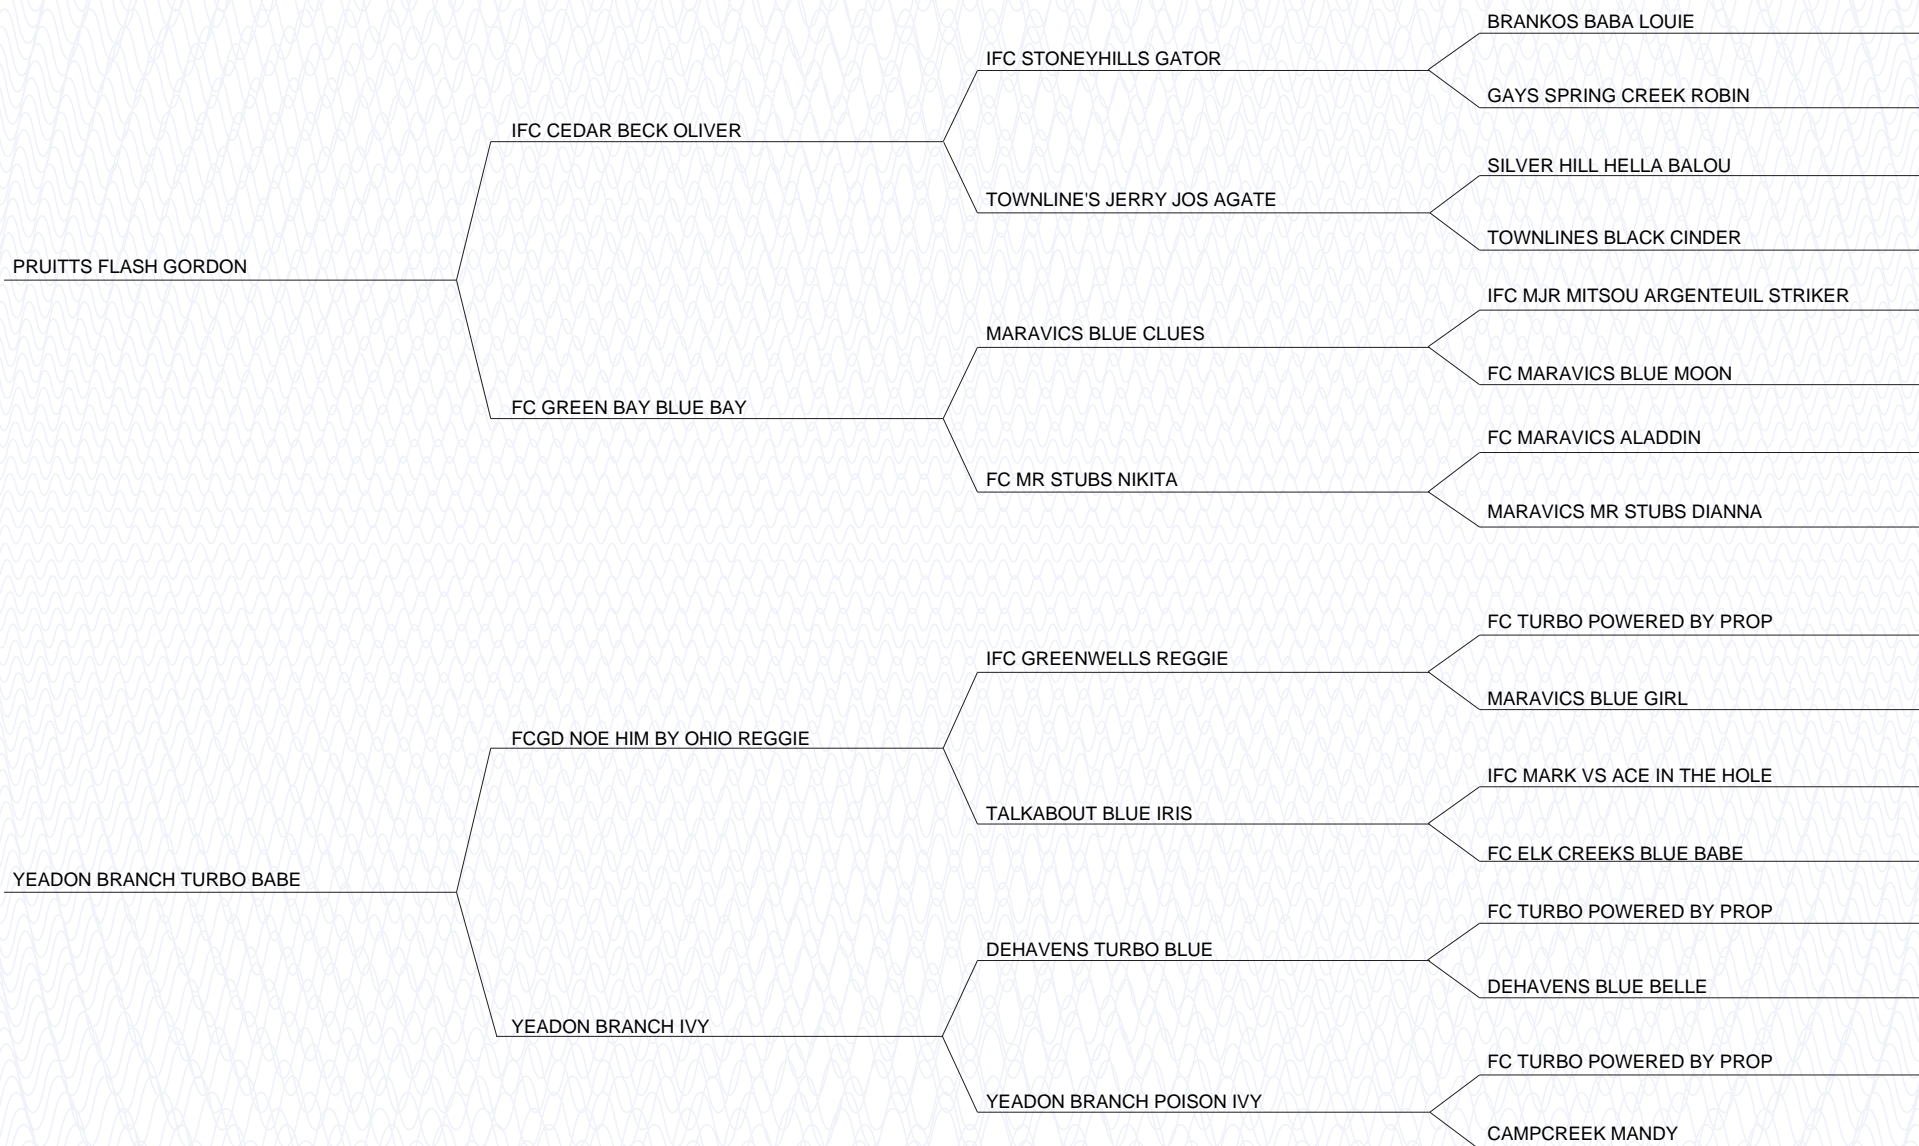 BRANKOS BABA LOUIE
IFC STONEYHILLS GATOR
GAYS SPRING CREEK ROBIN
IFC CEDAR BECK OLIVER
SILVER HILL HELLA BALOU
TOWNLINE'S JERRY JOS AGATE
TOWNLINES BLACK CINDER
PRUITTS FLASH GORDON
IFC MJR MITSOU ARGENTEUIL STRIKER
MARAVICS BLUE CLUES
FC MARAVICS BLUE MOON
FC GREEN BAY BLUE BAY
FC MARAVICS ALADDIN
FC MR STUBS NIKITA
MARAVICS MR STUBS DIANNA
FC TURBO POWERED BY PROP
IFC GREENWELLS REGGIE
MARAVICS BLUE GIRL
FCGD NOE HIM BY OHIO REGGIE
IFC MARK VS ACE IN THE HOLE
TALKABOUT BLUE IRIS
FC ELK CREEKS BLUE BABE
YEADON BRANCH TURBO BABE
FC TURBO POWERED BY PROP
DEHAVENS TURBO BLUE
DEHAVENS BLUE BELLE
YEADON BRANCH IVY
FC TURBO POWERED BY PROP
YEADON BRANCH POISON IVY
CAMPCREEK MANDY